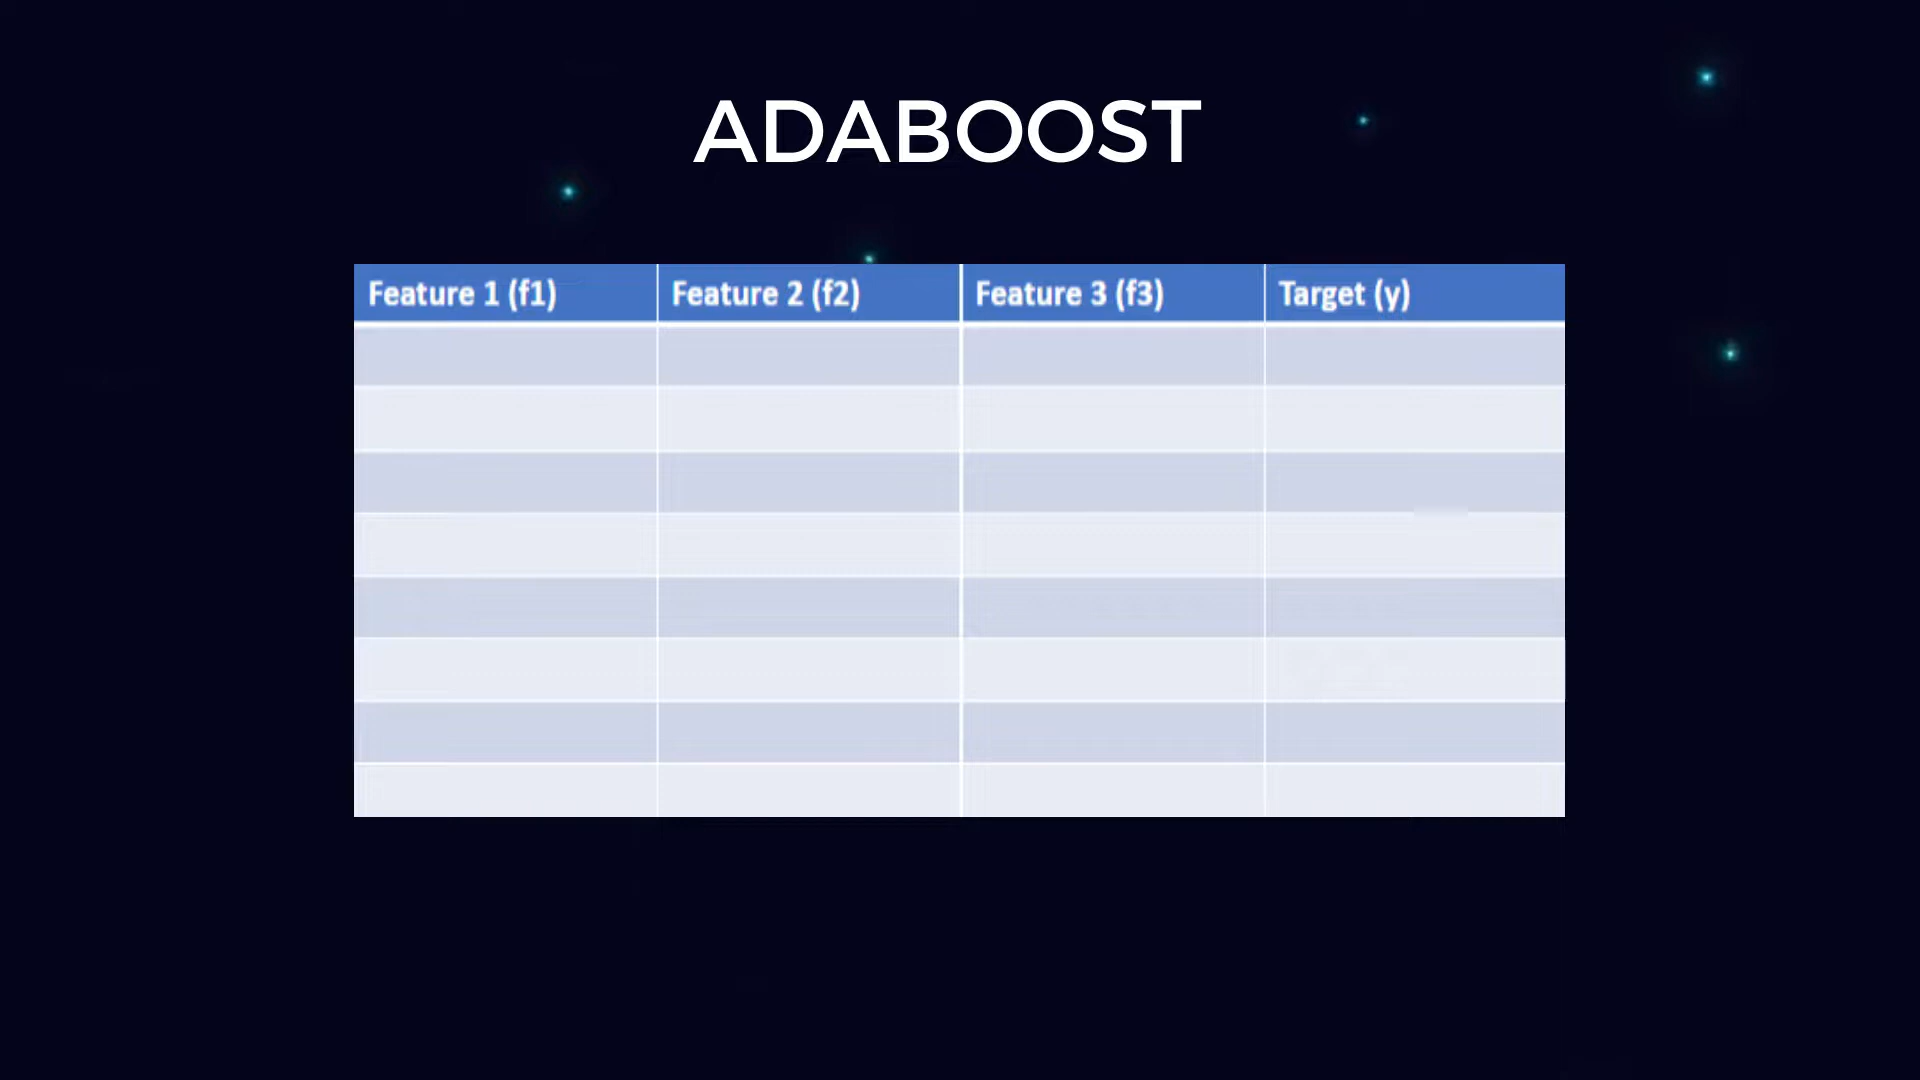 ADABOOST
Feature 1 (f1) Feature 2 (f2) Feature 3 (f3) Target (y)